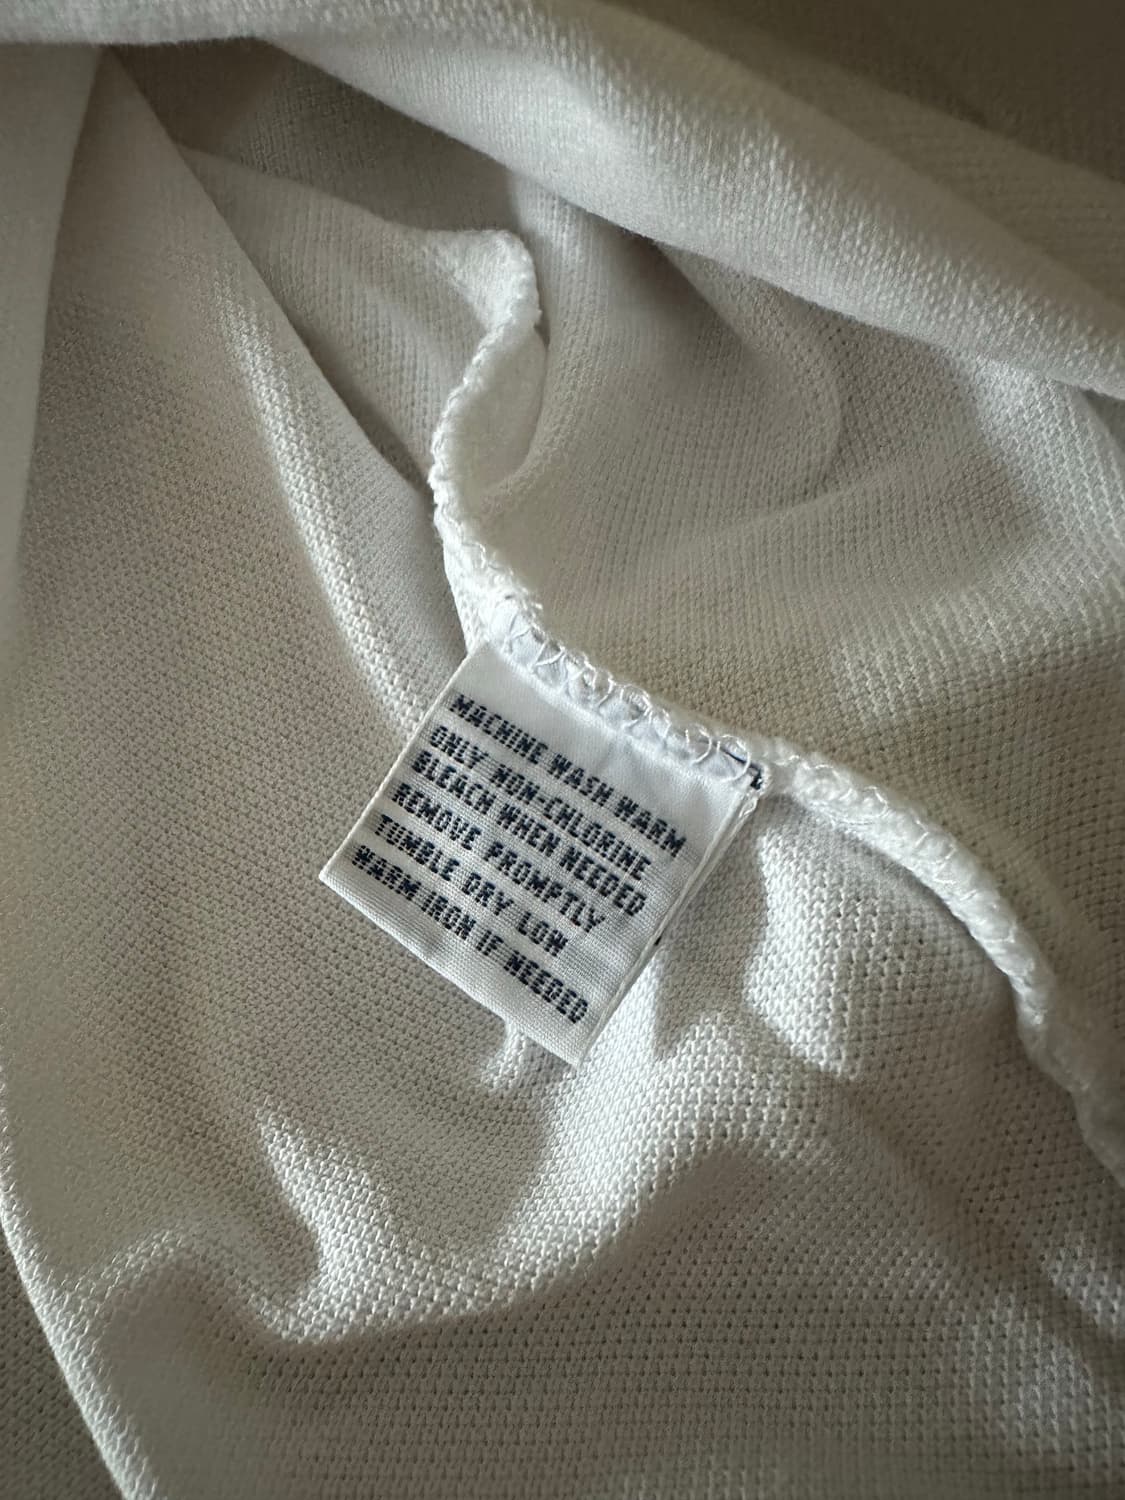 MACHINE WASH WARM
ONLY NON-CHLORINE
BLEACH WHEN NEEDED
REMOVE PROMPTLY
TUMBLE DRY LOW
WARM IRON IF NEEDED